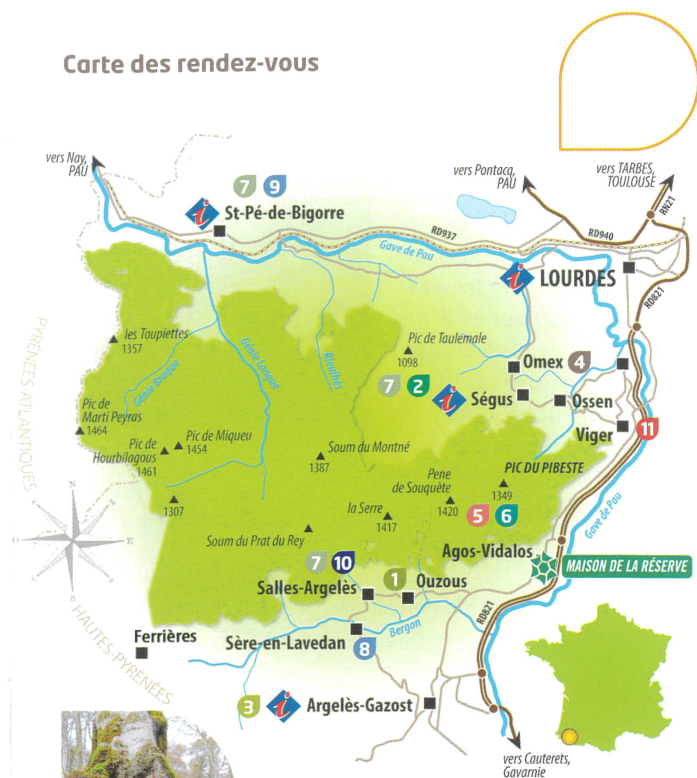 Carte des rendez-vous
vers Nay,
PAU
vers Pontacq,
PAU
vers TARBES,
TOULOUSE
7 9
i St-Pé-de-Bigorre
RN21
RD937
RD940
Gave de Pau
i LOURDES
RD821
les Toupiettes
1357
PYRÉNÉES ATLANTIQUES
Génie Braque
Génie Longue
Rieulhès
Pic de Taulemale
1098
Omex 4
7 2
i Ségus
Ossen
Pic de
Marti Peyras
1464
Pic de Miqueu
1454
Pic de
Hourbilagous
1461
Soum du Montné
1387
Viger 11
PIC DU PIBESTE
1349
Pene
de Souquète
1420
1307
la Serre
1417
5 6
Gave de Pau
N
O E
S
Soum du Prat du Rey
Agos-Vidalos
MAISON DE LA RÉSERVE
7 10
1 Ouzous
Salles-Argelès
RD821
HAUTES-PYRÉNÉES
Ferrières
Bergon
Sère-en-Lavedan
8
3 i Argelès-Gazost
vers Cauterets,
Gavarnie